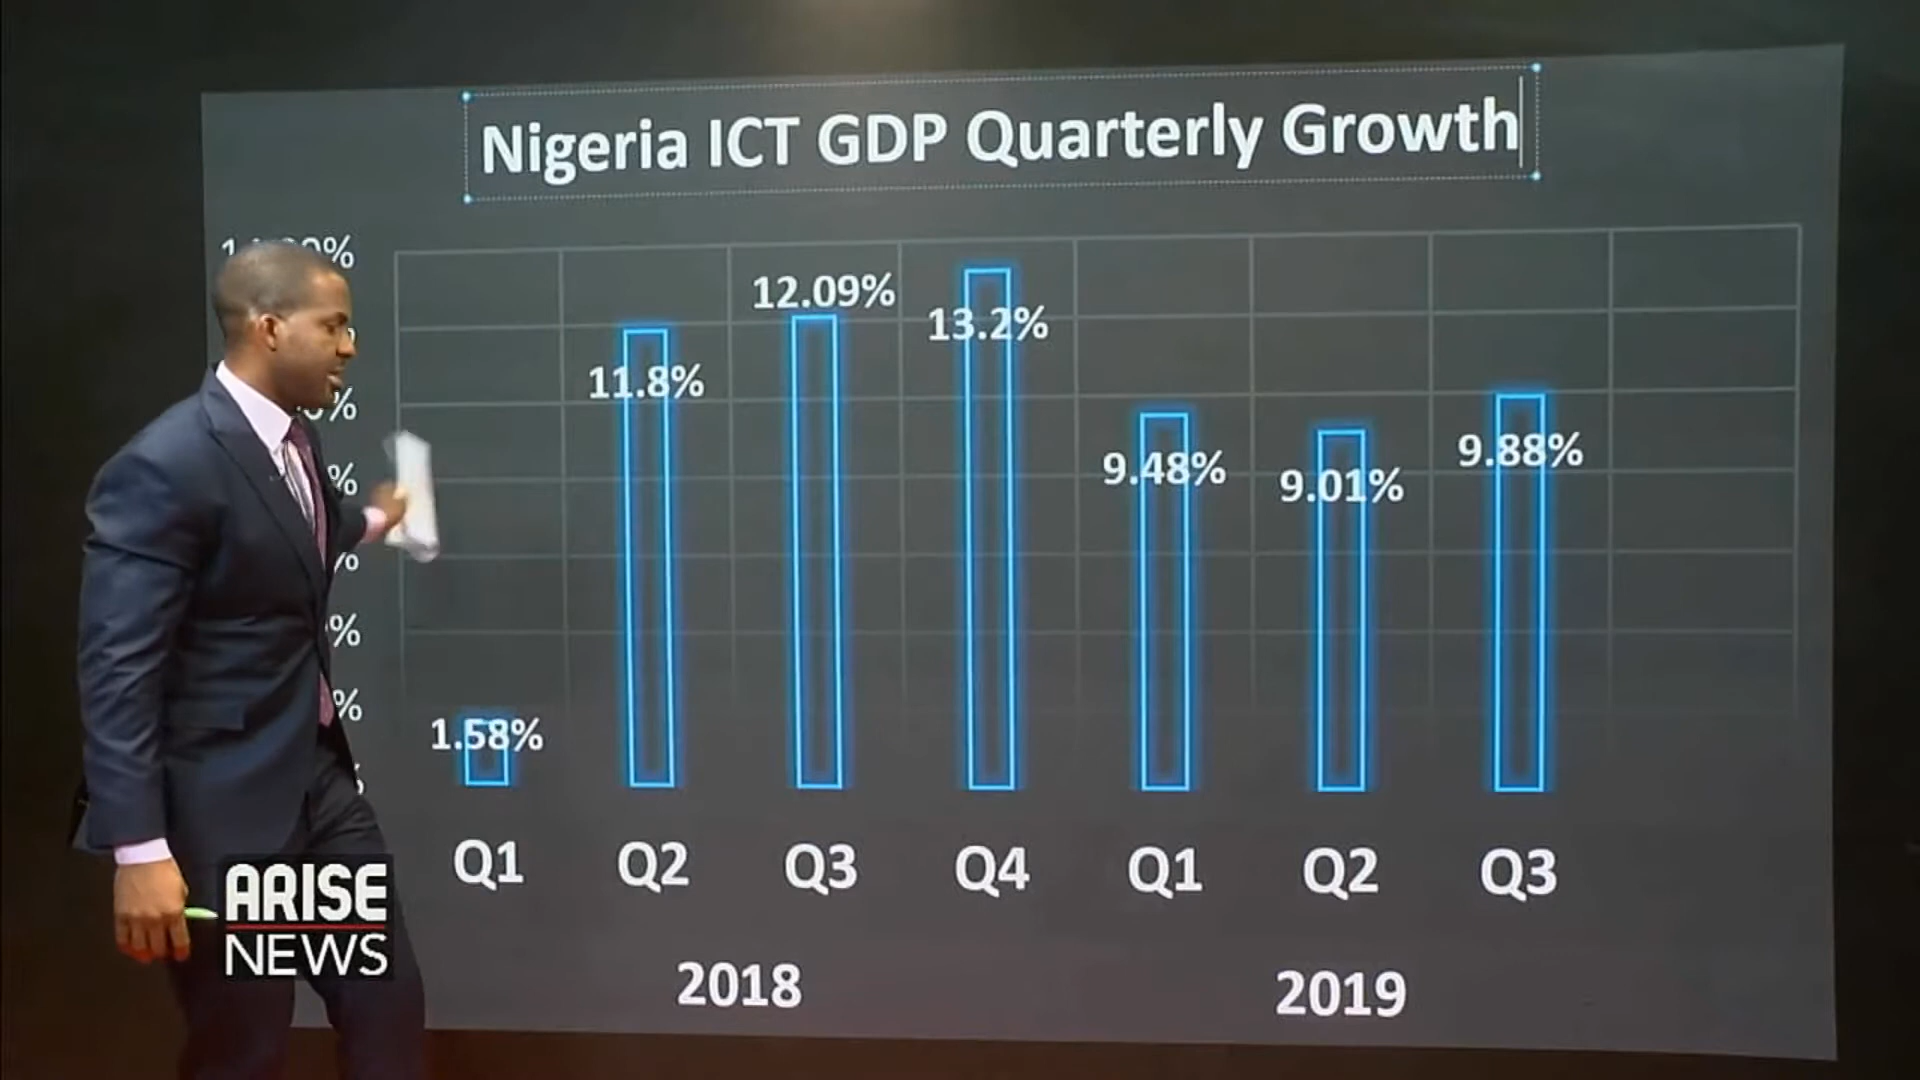 Nigeria ICT GDP Quarterly Growth
12.09%
13.2%
11.8%
9.48%
9.01%
9.88%
1.58%
Q1 Q2 Q3 Q4 Q1 Q2 Q3
2018 2019
ARISE
NEWS